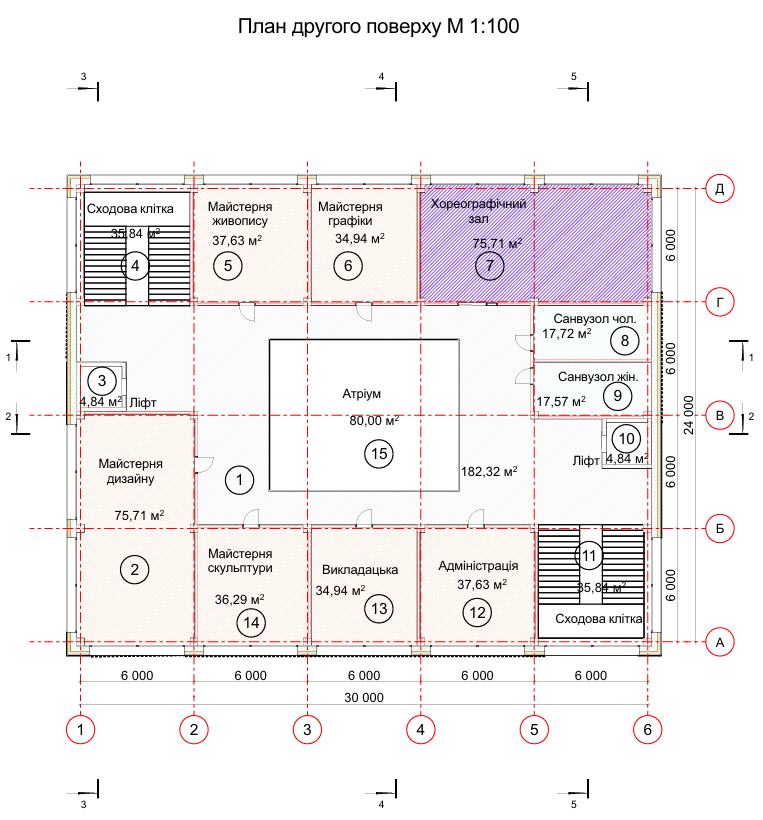 План другого поверху М 1:100
3
4
5
Д
Сходова клітка
35,84 м²
4
Майстерня
живопису
37,63 м²
5
Майстерня
графіки
34,94 м²
6
Хореографічний
зал
75,71 м²
7
6 000
Г
Санвузол чол.
17,72 м²
8
6 000
1
1
3
4,84 м²
Ліфт
Атріум
80,00 м²
15
Санвузол жін.
17,57 м²
9
2
2
В
24 000
10
Ліфт
4,84 м²
6 000
Майстерня
дизайну
75,71 м²
2
1
182,32 м²
Б
Майстерня
скульптури
36,29 м²
14
Викладацька
34,94 м²
13
Адміністрація
37,63 м²
12
11
35,84 м²
Сходова клітка
6 000
А
6 000
6 000
6 000
6 000
6 000
30 000
1
2
3
4
5
6
3
4
5